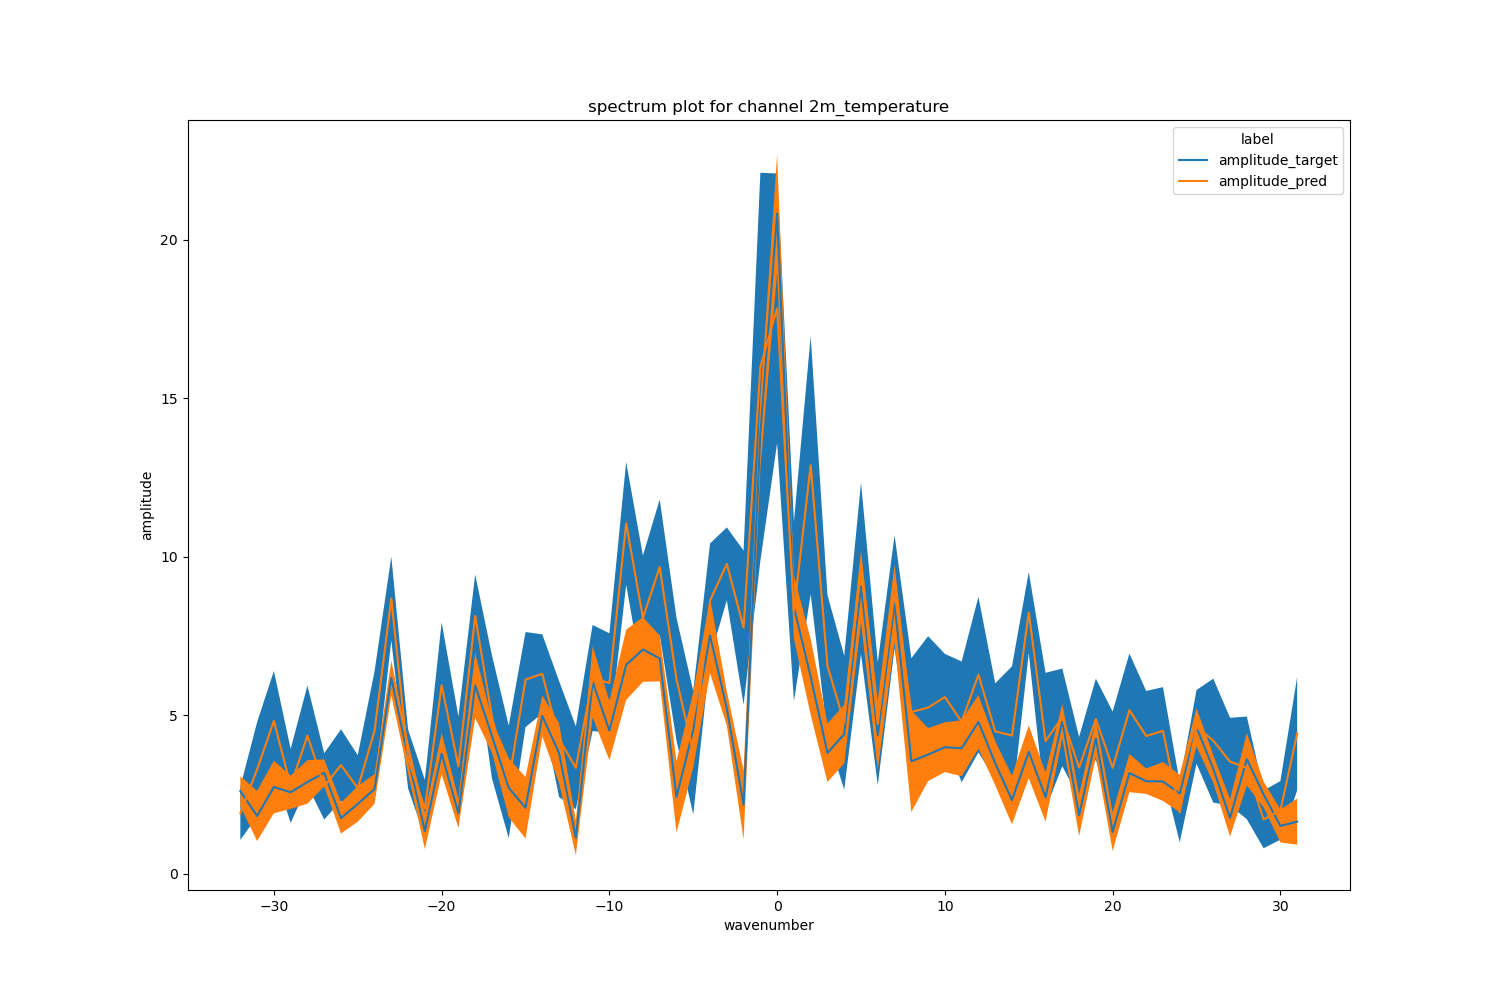 spectrum plot for channel 2m_temperature
label
amplitude_target
amplitude_pred
amplitude
20
15
10
5
0
−30
−20
−10
0
10
20
30
wavenumber